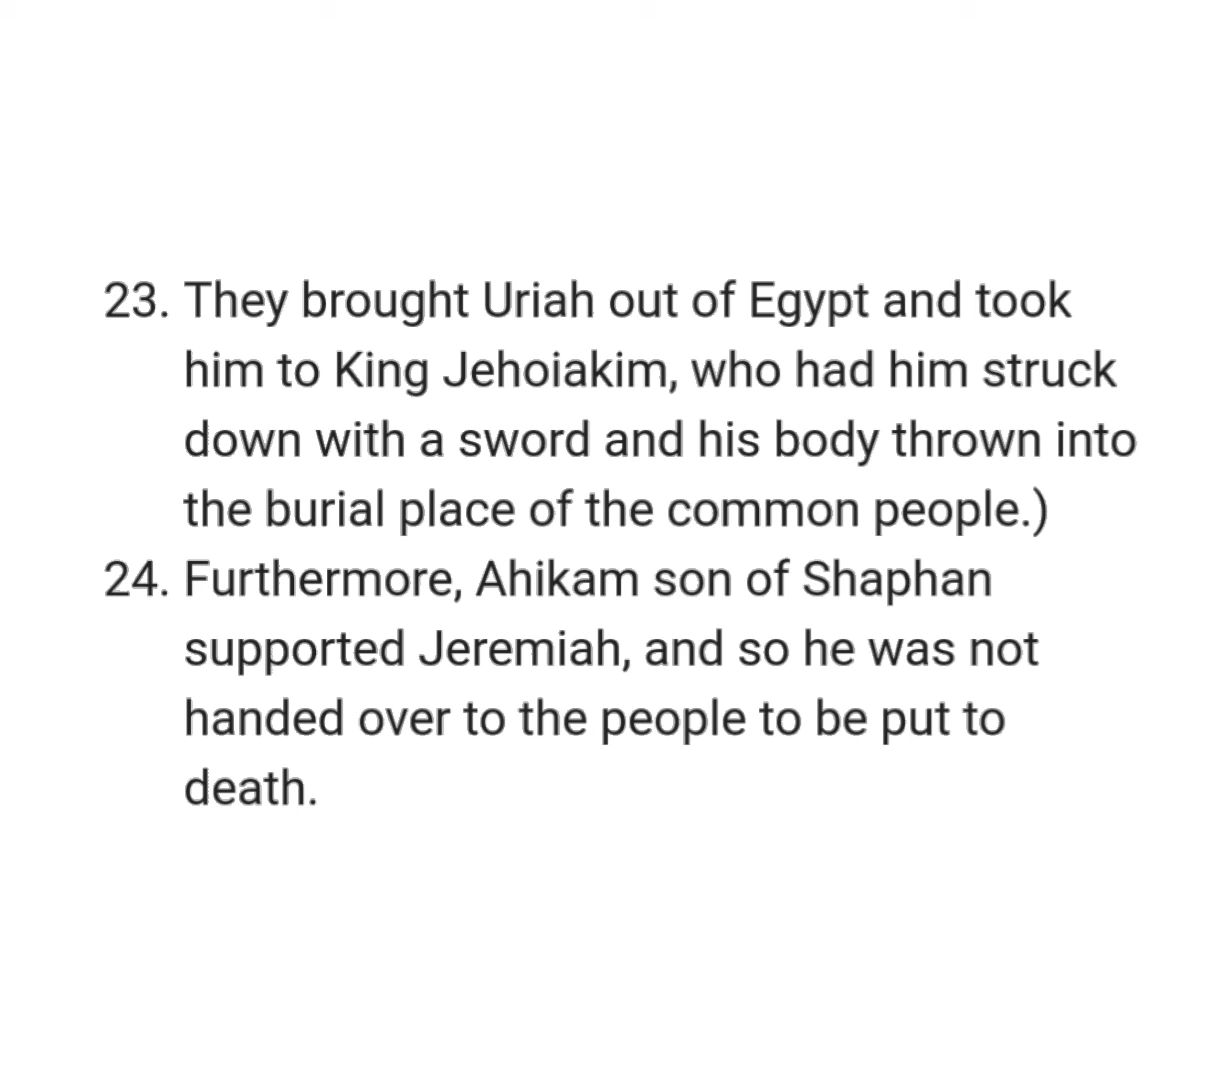 23. They brought Uriah out of Egypt and took
him to King Jehoiakim, who had him struck
down with a sword and his body thrown into
the burial place of the common people.)
24. Furthermore, Ahikam son of Shaphan
supported Jeremiah, and so he was not
handed over to the people to be put to
death.